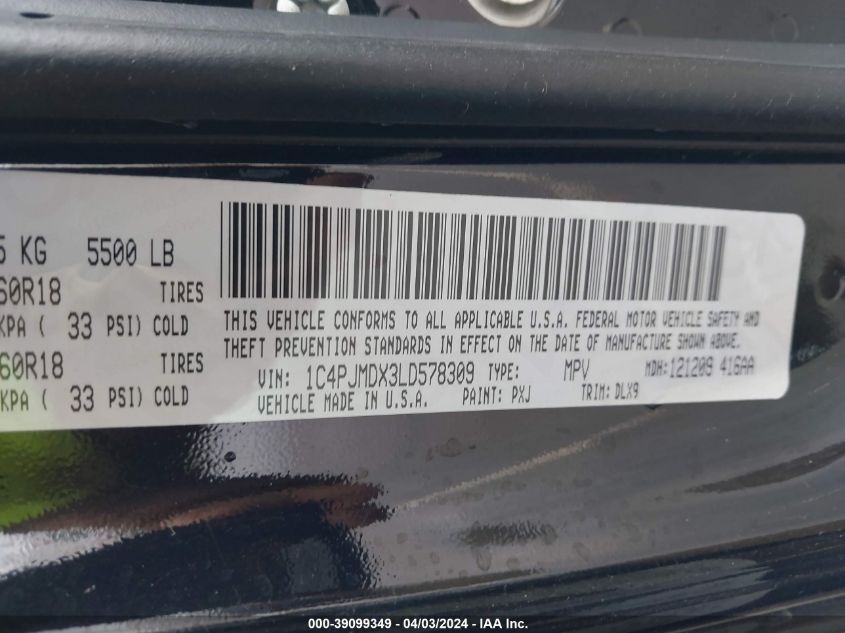 5 KG 5500 LB
60R18 TIRES
KPA ( 33 PSI) COLD
60R18 TIRES
KPA ( 33 PSI) COLD
THIS VEHICLE CONFORMS TO ALL APPLICABLE U.S.A. FEDERAL MOTOR VEHICLE SAFETY AND
THEFT PREVENTION STANDARDS IN EFFECT ON THE DATE OF MANUFACTURE SHOWN ABOVE.
VIN: 1C4PJMDX3LD578309 TYPE: MPV MDH:121209 416AA
VEHICLE MADE IN U.S.A. PAINT: PXJ TRIM: DLX9
000-39099349 - 04/03/2024 - IAA Inc.